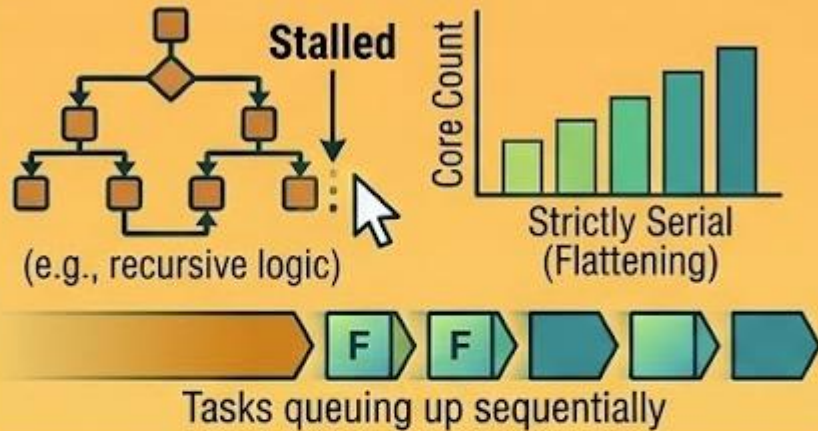 Stalled
(e.g., recursive logic)
Core Count
Strictly Serial
(Flattening)
F
F
Tasks queuing up sequentially